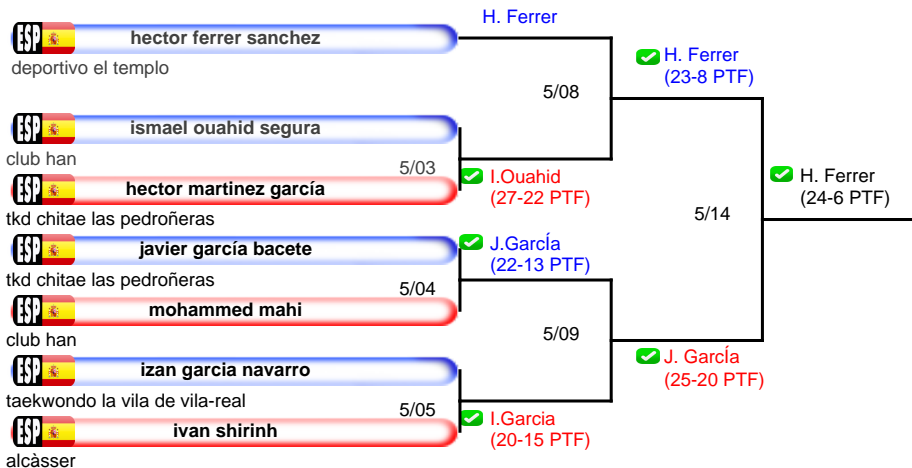 H. Ferrer
ESP hector ferrer sanchez
deportivo el templo
H. Ferrer
(23-8 PTF)
5/08
ESP ismael ouahid segura
club han
5/03
I.Ouahid
(27-22 PTF)
ESP hector martinez garcía
tkd chitae las pedroñeras
H. Ferrer
(24-6 PTF)
5/14
ESP javier garcía bacete
tkd chitae las pedroñeras
J.García
(22-13 PTF)
5/04
ESP mohammed mahi
club han
5/09
J. García
(25-20 PTF)
ESP izan garcia navarro
taekwondo la vila de vila-real
5/05
I.Garcia
(20-15 PTF)
ESP ivan shirinh
alcàsser